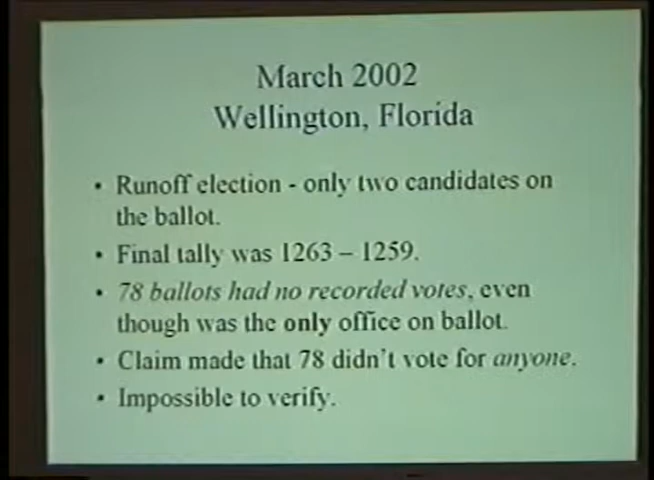 March 2002
Wellington, Florida
• Runoff election - only two candidates on
the ballot.
• Final tally was 1263 – 1259.
• 78 ballots had no recorded votes, even
though was the only office on ballot.
• Claim made that 78 didn't vote for anyone.
• Impossible to verify.